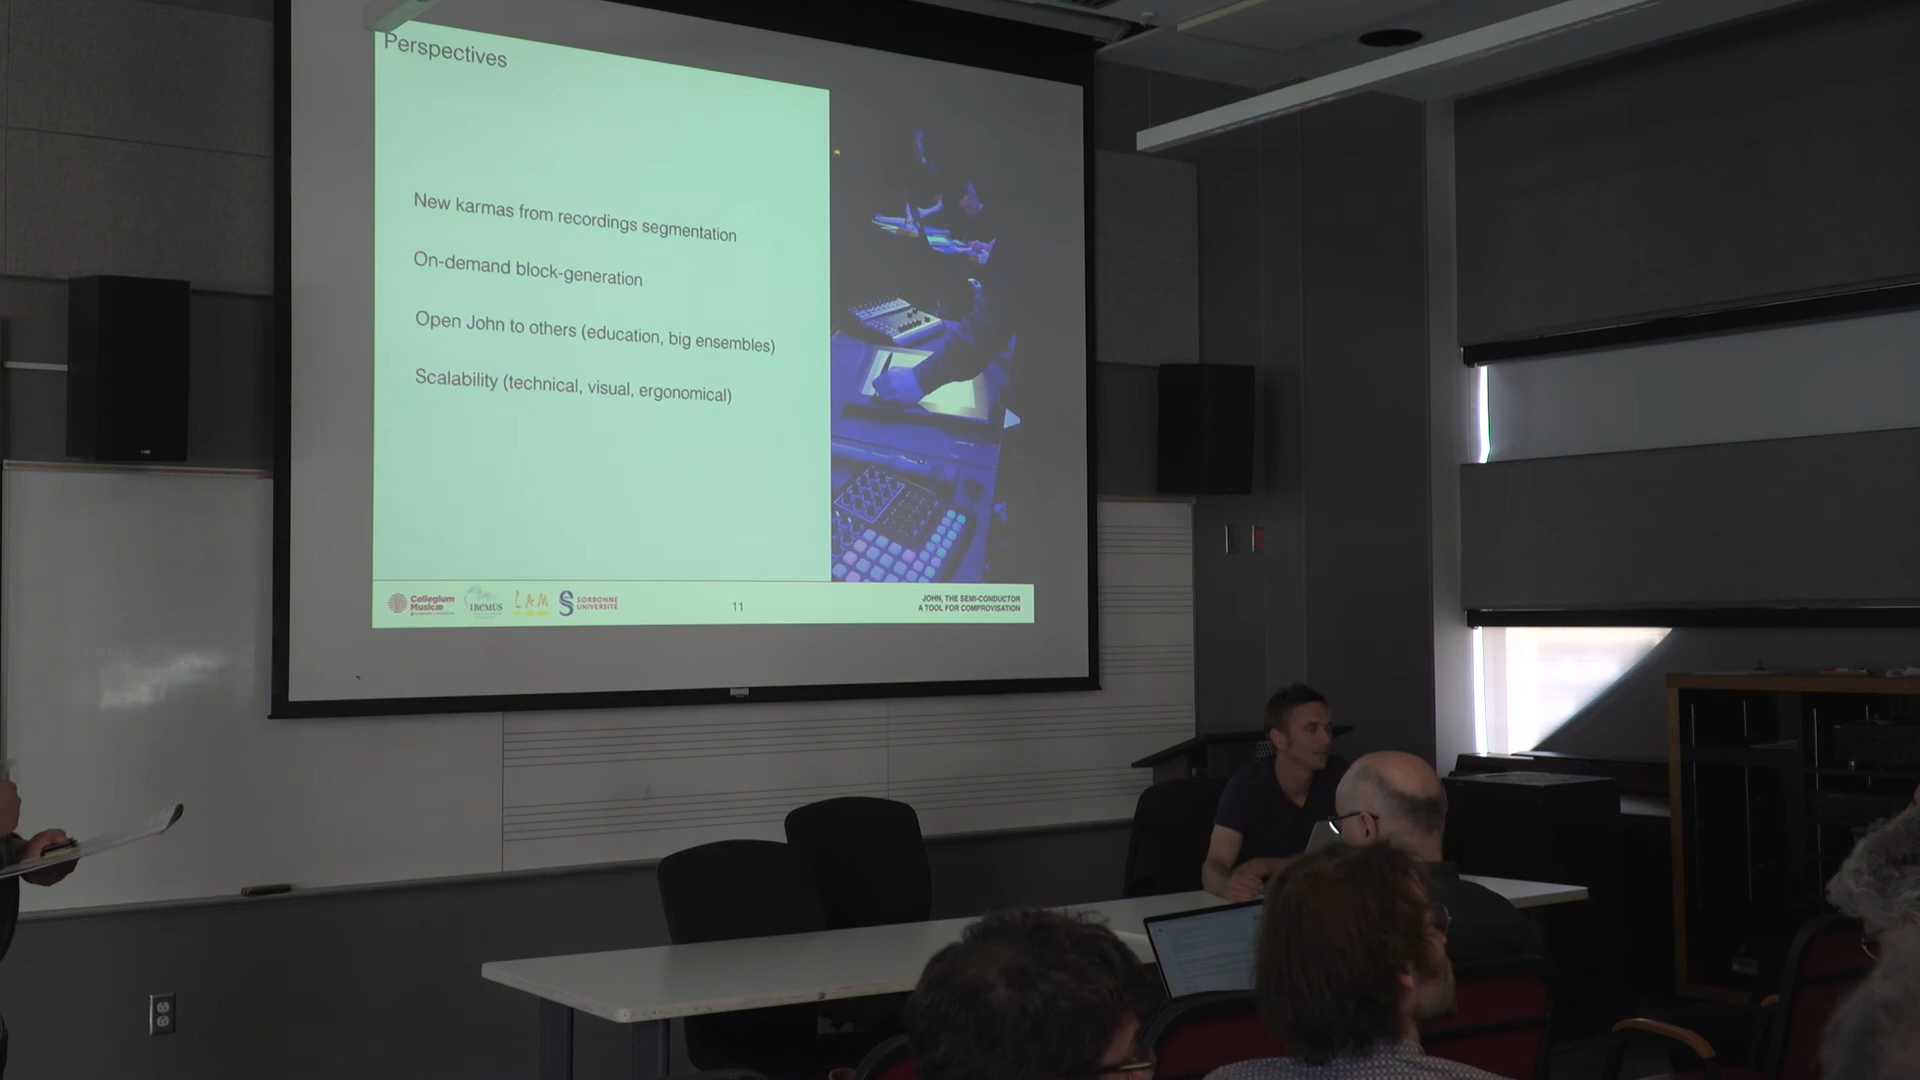 Perspectives
New karmas from recordings segmentation
On-demand block-generation
Open John to others (education, big ensembles)
Scalability (technical, visual, ergonomical)
Collegium
Musicæ
IReMUS
LAM
SORBONNE
UNIVERSITÉ
11
JOHN, THE SEMI-CONDUCTOR
A TOOL FOR COMPROVISATION